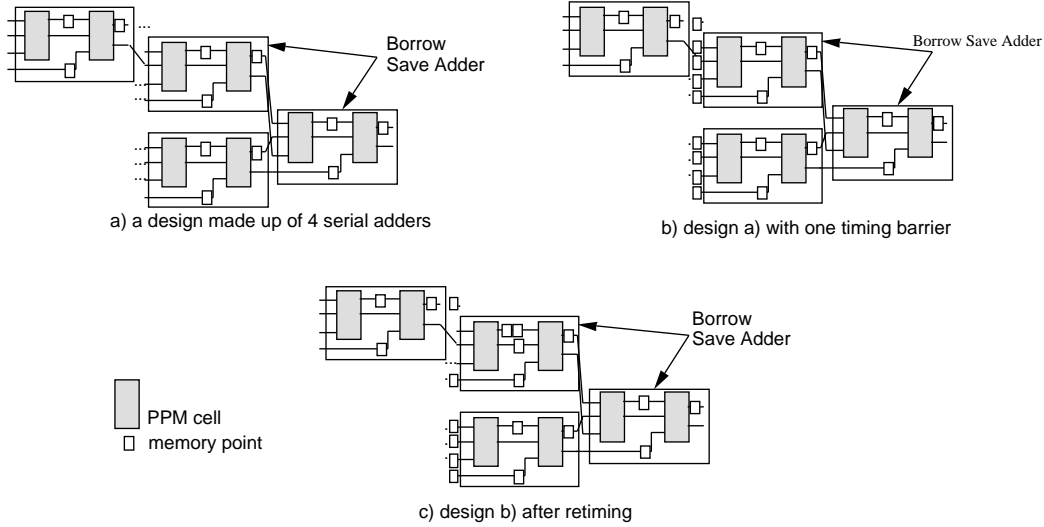 Borrow
Save Adder
Borrow Save Adder
a) a design made up of 4 serial adders
b) design a) with one timing barrier
Borrow
Save Adder
PPM cell
memory point
c) design b) after retiming